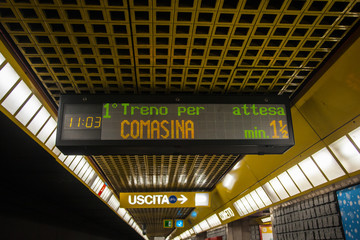 1° Treno per attesa
11:03 COMASINA min. 1½
USCITA